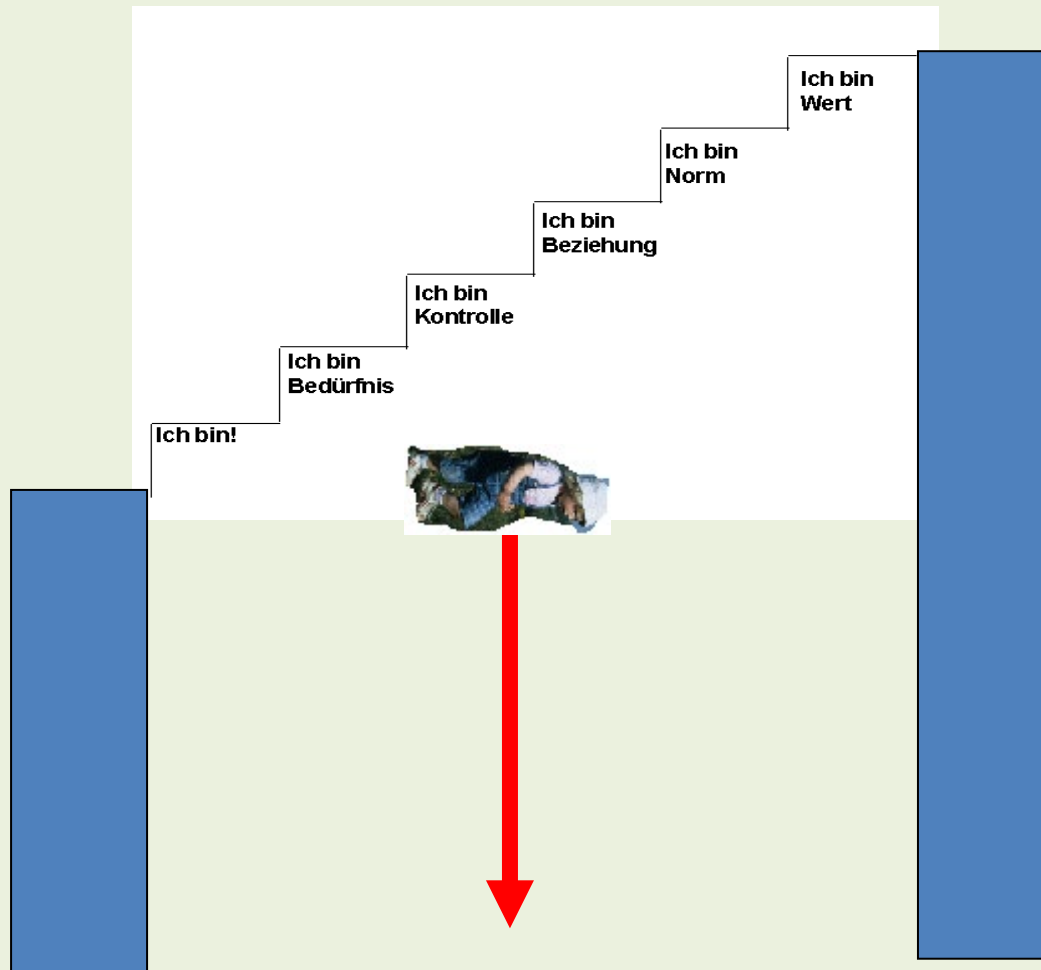 Ich bin
Wert
Ich bin
Norm
Ich bin
Beziehung
Ich bin
Kontrolle
Ich bin
Bedürfnis
Ich bin!